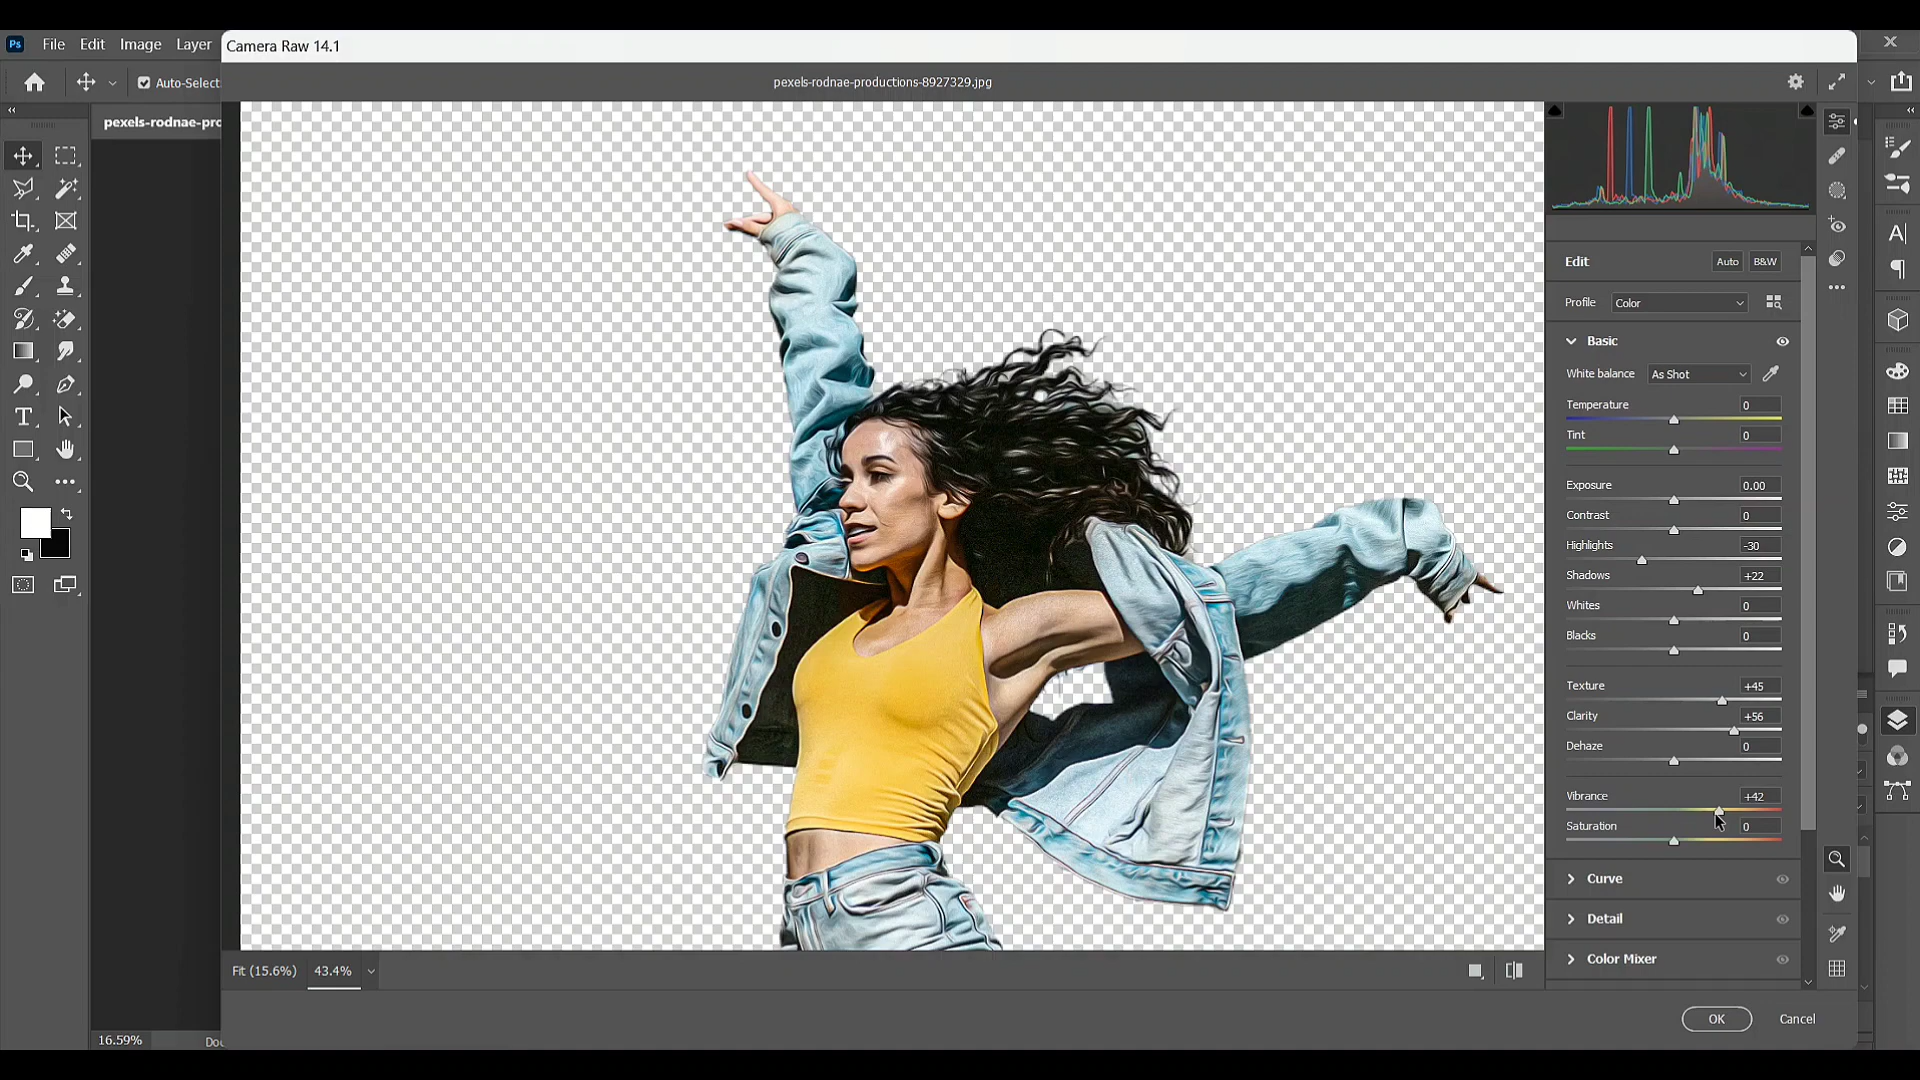 Camera Raw 14.1
Ps File Edit Image Layer
Auto-Select
pexels-rodnae-productions-8927329.jpg
pexels-rodnae-pro
Edit Auto B&W
Profile Color
Basic
White balance As Shot
Temperature 0
Tint 0
Exposure 0.00
Contrast 0
Highlights -30
Shadows +22
Whites 0
Blacks 0
Texture +45
Clarity +56
Dehaze 0
Vibrance +42
Saturation 0
Curve
Detail
Color Mixer
Fit (15.6%) 43.4%
OK Cancel
16.59% Doc